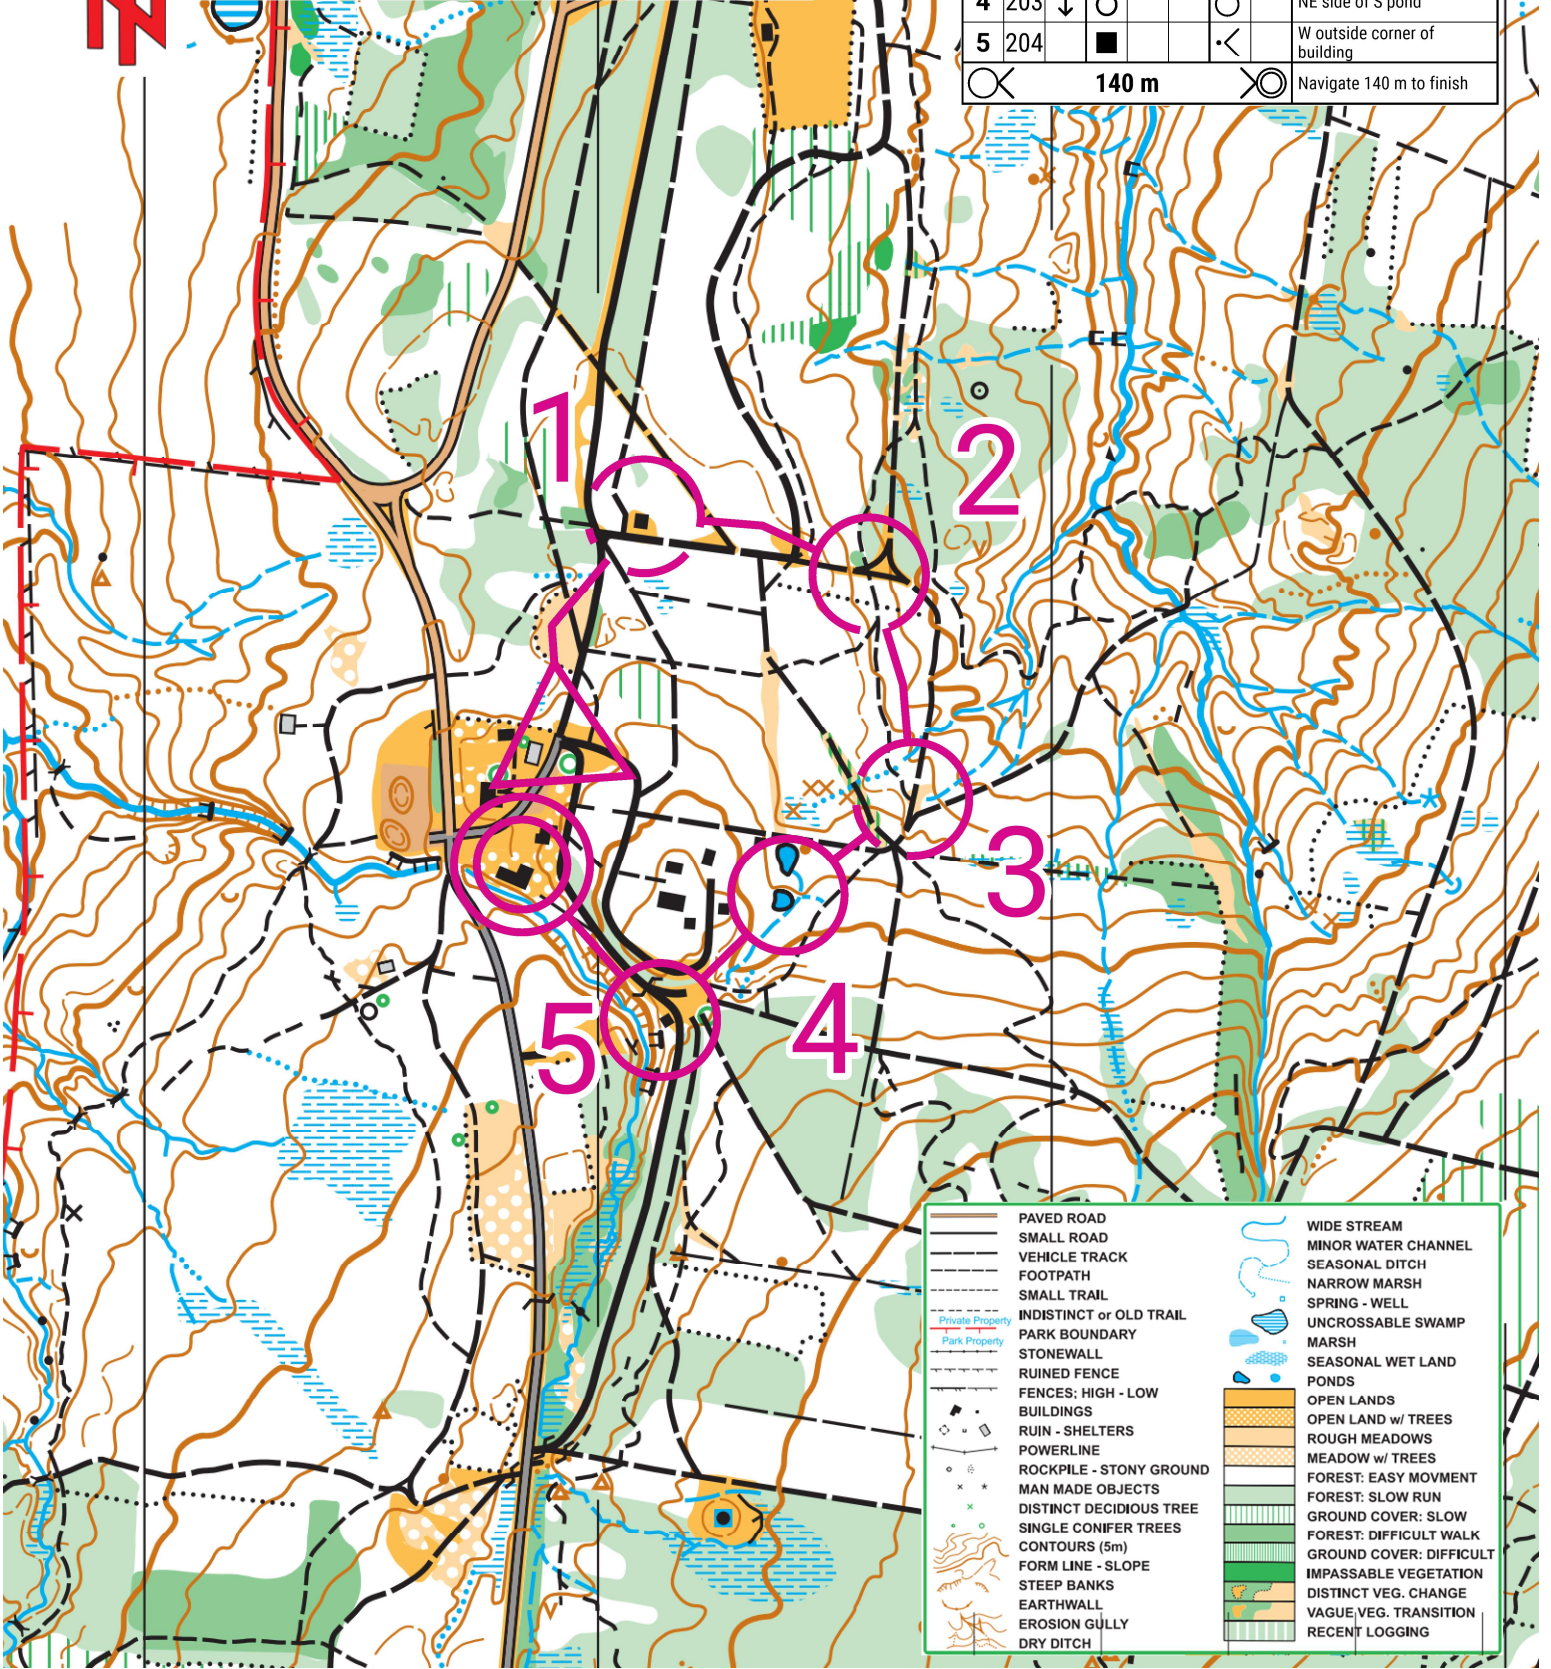 4 203 ↓ NE side of S pond
5 204 W outside corner of
building
140 m Navigate 140 m to finish
1
2
3
4
5
PAVED ROAD
SMALL ROAD
VEHICLE TRACK
FOOTPATH
SMALL TRAIL
INDISTINCT or OLD TRAIL
Private Property
PARK BOUNDARY
Park Property
STONEWALL
RUINED FENCE
FENCES; HIGH - LOW
BUILDINGS
RUIN - SHELTERS
POWERLINE
ROCKPILE - STONY GROUND
MAN MADE OBJECTS
DISTINCT DECIDIOUS TREE
SINGLE CONIFER TREES
CONTOURS (5m)
FORM LINE - SLOPE
STEEP BANKS
EARTHWALL
EROSION GULLY
DRY DITCH
WIDE STREAM
MINOR WATER CHANNEL
SEASONAL DITCH
NARROW MARSH
SPRING - WELL
UNCROSSABLE SWAMP
MARSH
SEASONAL WET LAND
PONDS
OPEN LANDS
OPEN LAND w/ TREES
ROUGH MEADOWS
MEADOW w/ TREES
FOREST: EASY MOVMENT
FOREST: SLOW RUN
GROUND COVER: SLOW
FOREST: DIFFICULT WALK
GROUND COVER: DIFFICULT
IMPASSABLE VEGETATION
DISTINCT VEG. CHANGE
VAGUE VEG. TRANSITION
RECENT LOGGING